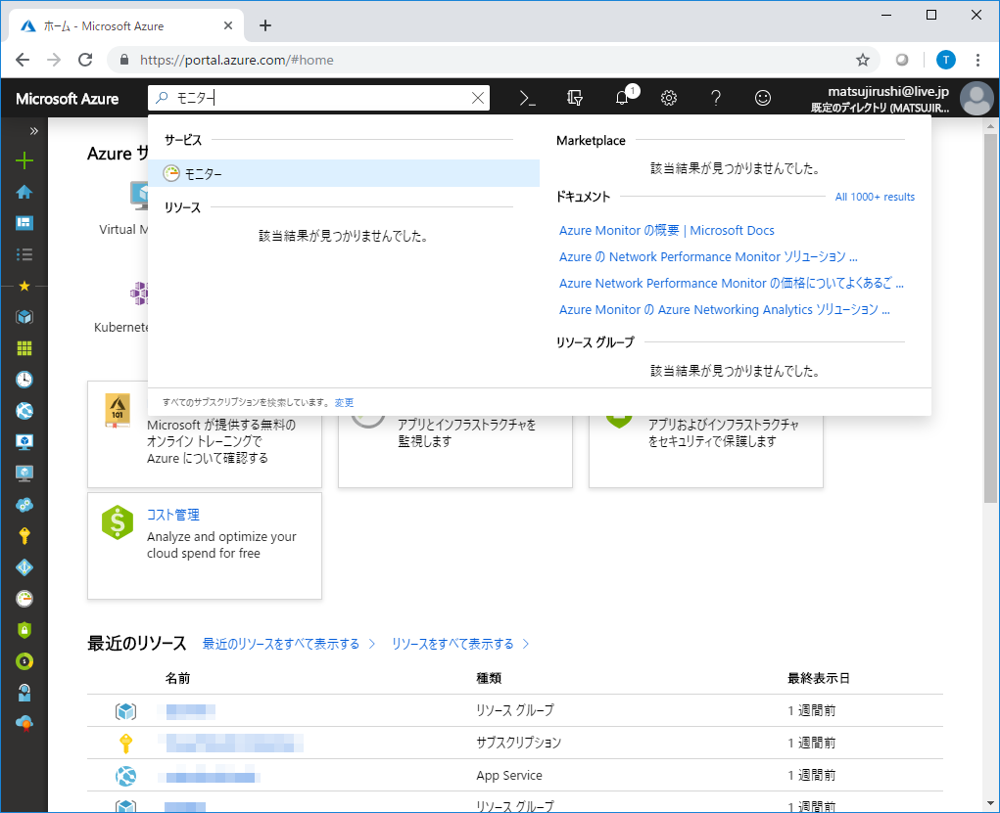 ホーム - Microsoft Azure
https://portal.azure.com/#home
T
Microsoft Azure
モニター
1
matsujirushi@live.jp
既定のディレクトリ (MATSUJIR...
Azure サ
サービス
モニター
リソース
該当結果が見つかりませんでした。
Marketplace
該当結果が見つかりませんでした。
ドキュメント
All 1000+ results
Azure Monitor の概要 | Microsoft Docs
Azure の Network Performance Monitor ソリューション ...
Azure Network Performance Monitor の価格についてよくあるご ...
Azure Monitor の Azure Networking Analytics ソリューション ...
リソース グループ
該当結果が見つかりませんでした。
すべてのサブスクリプションを検索しています。 変更
Virtual M
Kubernete
101
Microsoft が提供する無料の
オンライン トレーニングで
Azure について確認する
アプリとインフラストラクチャを
監視します
アプリおよびインフラストラクチャ
をセキュリティで保護します
コスト管理
Analyze and optimize your
cloud spend for free
最近のリソース 最近のリソースをすべて表示する リソースをすべて表示する
名前 種類 最終表示日
リソース グループ 1 週間前
サブスクリプション 1 週間前
App Service 1 週間前
リソース グループ 1 週間前